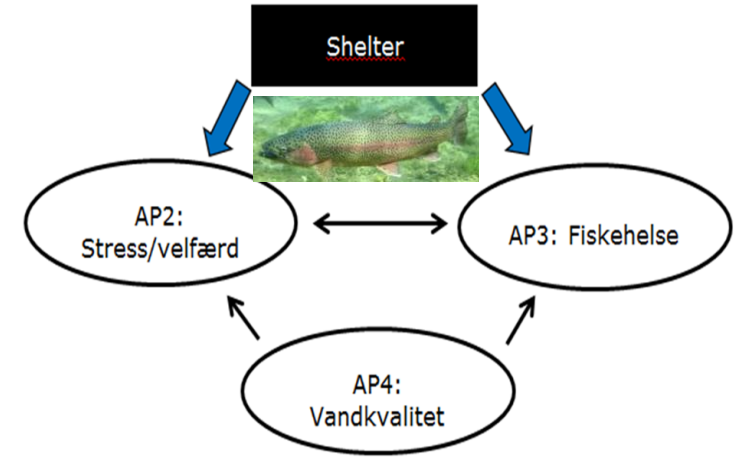 Shelter
AP2:
Stress/velfærd
AP3: Fiskehelse
AP4:
Vandkvalitet